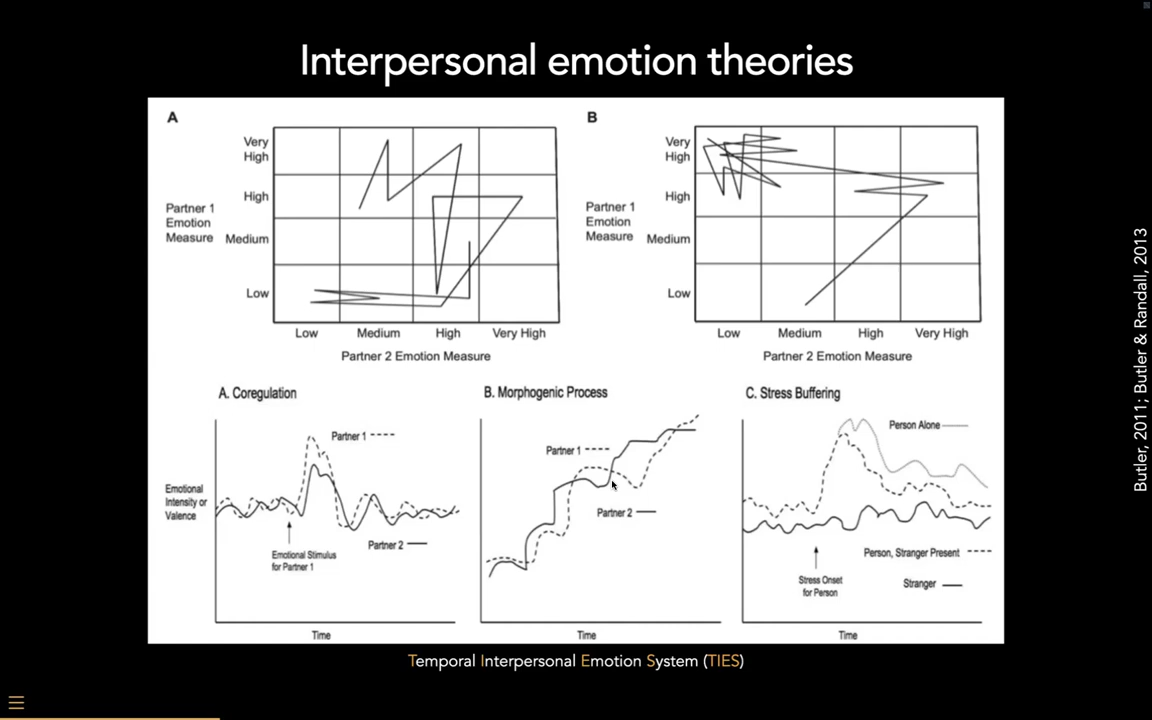 Interpersonal emotion theories
A
Very
High
High
Partner 1
Emotion
Measure
Medium
Low
Low
Medium
High
Very High
Partner 2 Emotion Measure
B
Very
High
High
Partner 1
Emotion
Measure
Medium
Low
Low
Medium
High
Very High
Partner 2 Emotion Measure
A. Coregulation
Partner 1
Emotional
Intensity or
Valence
Partner 2
Emotional Stimulus
for Partner 1
Time
B. Morphogenic Process
Partner 1
Partner 2
Time
C. Stress Buffering
Person Alone
Person, Stranger Present
Stress Onset
for Person
Stranger
Time
Butler, 2011; Butler & Randall, 2013
Temporal Interpersonal Emotion System (TIES)